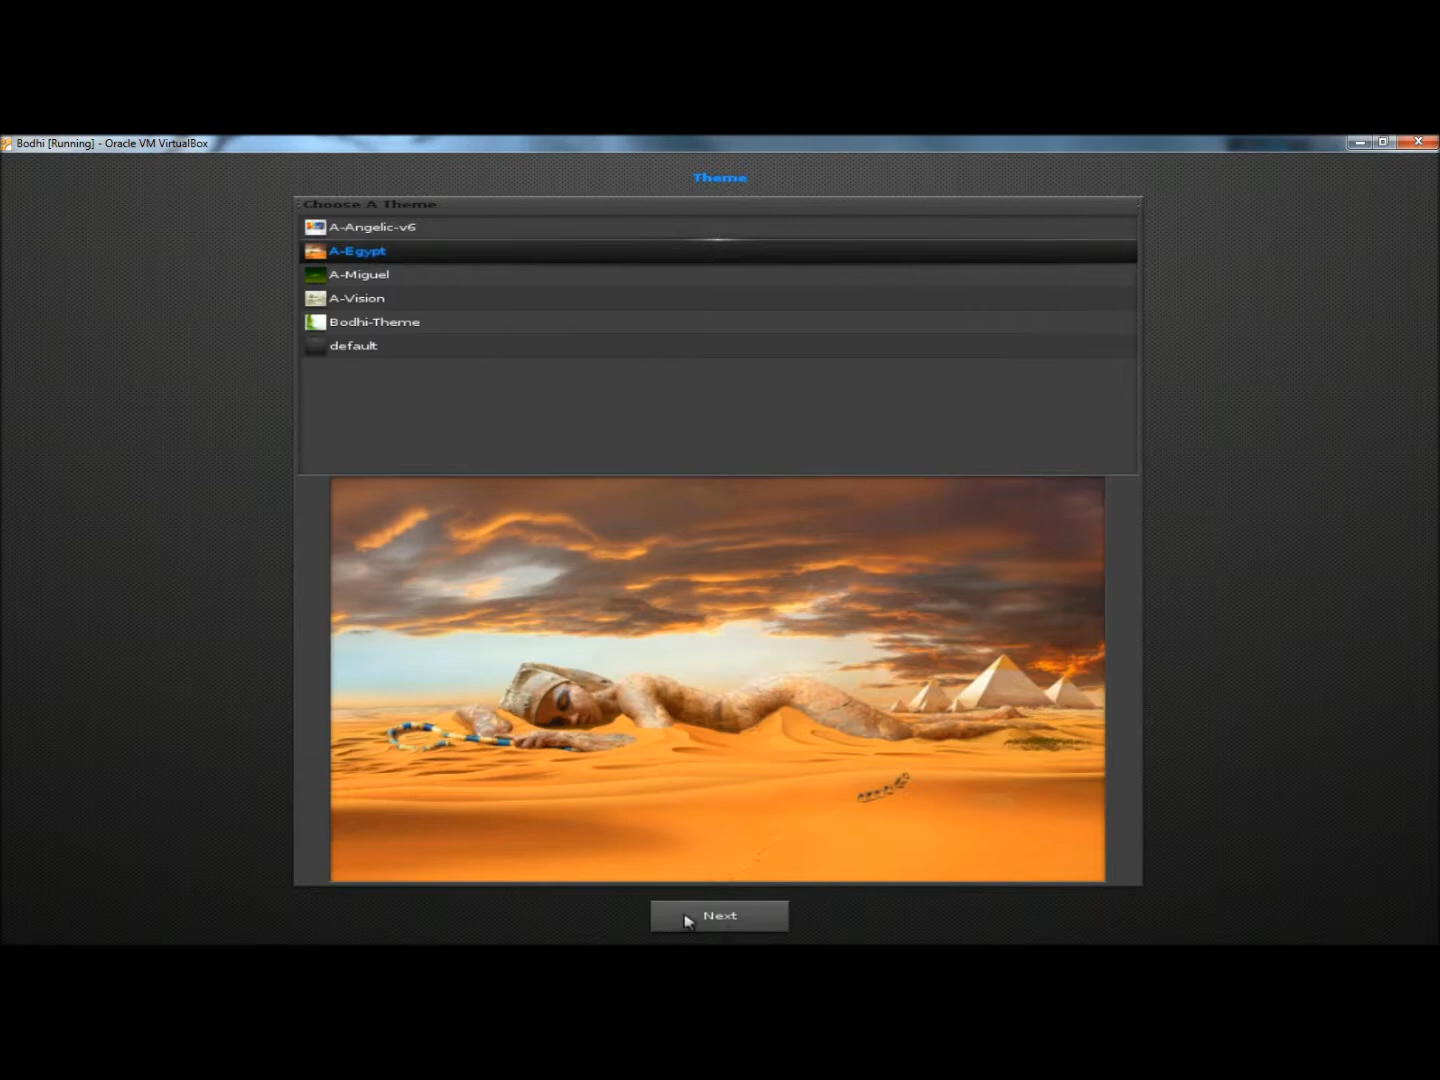 Bodhi [Running] - Oracle VM VirtualBox
Theme
Choose A Theme
A-Angelic-v6
A-Egypt
A-Miguel
A-Vision
Bodhi-Theme
default
Next